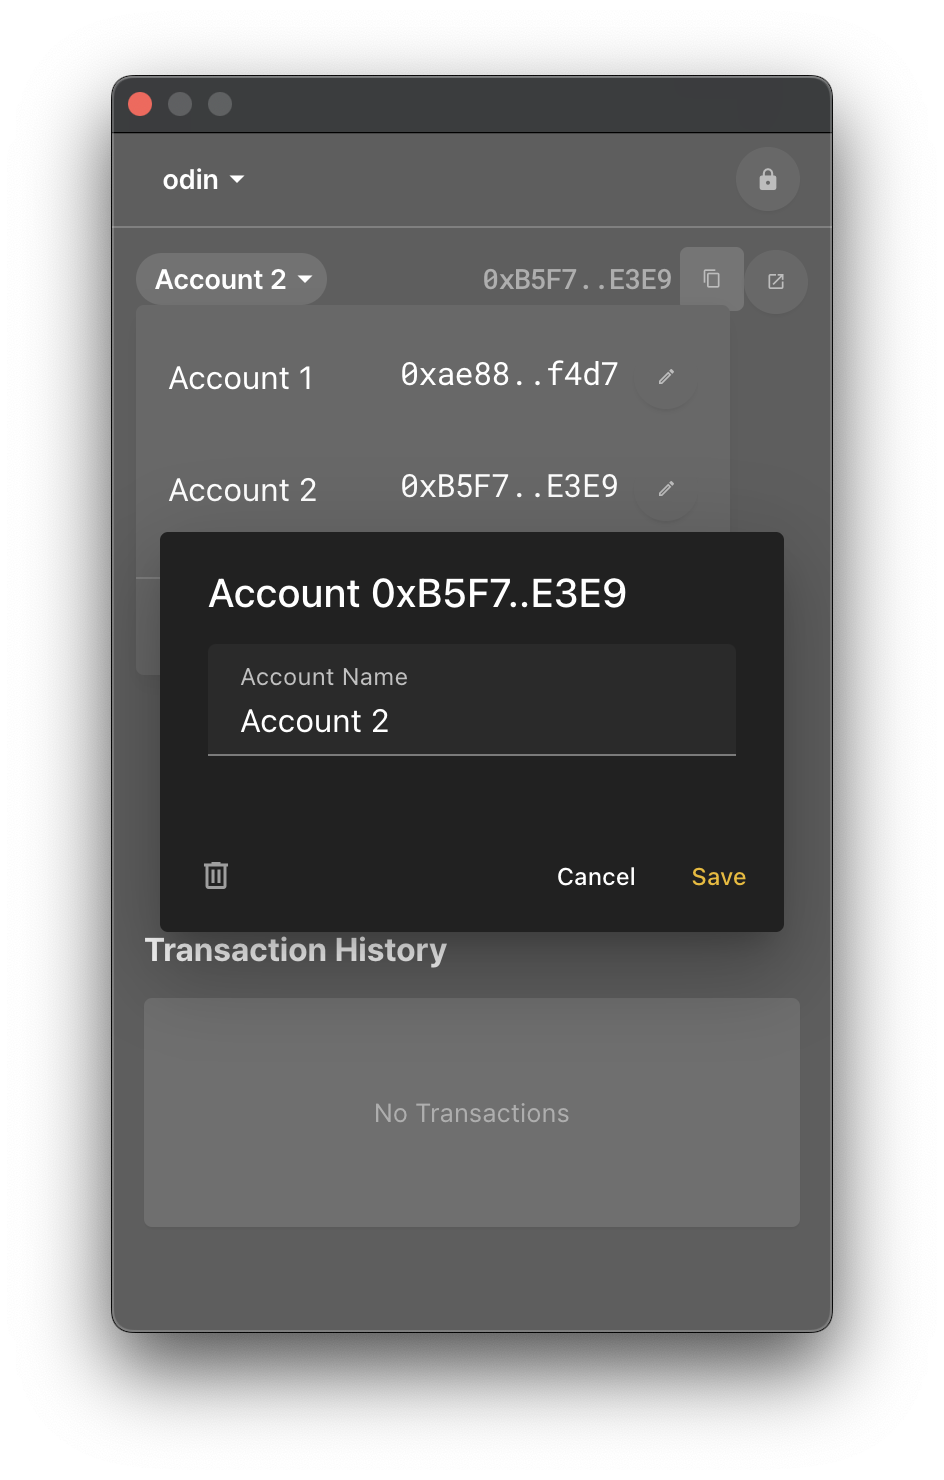 odin
Account 2 0xB5F7..E3E9
Account 1 0xae88..f4d7
Account 2 0xB5F7..E3E9
Account 0xB5F7..E3E9
Account Name
Account 2
Cancel Save
Transaction History
No Transactions